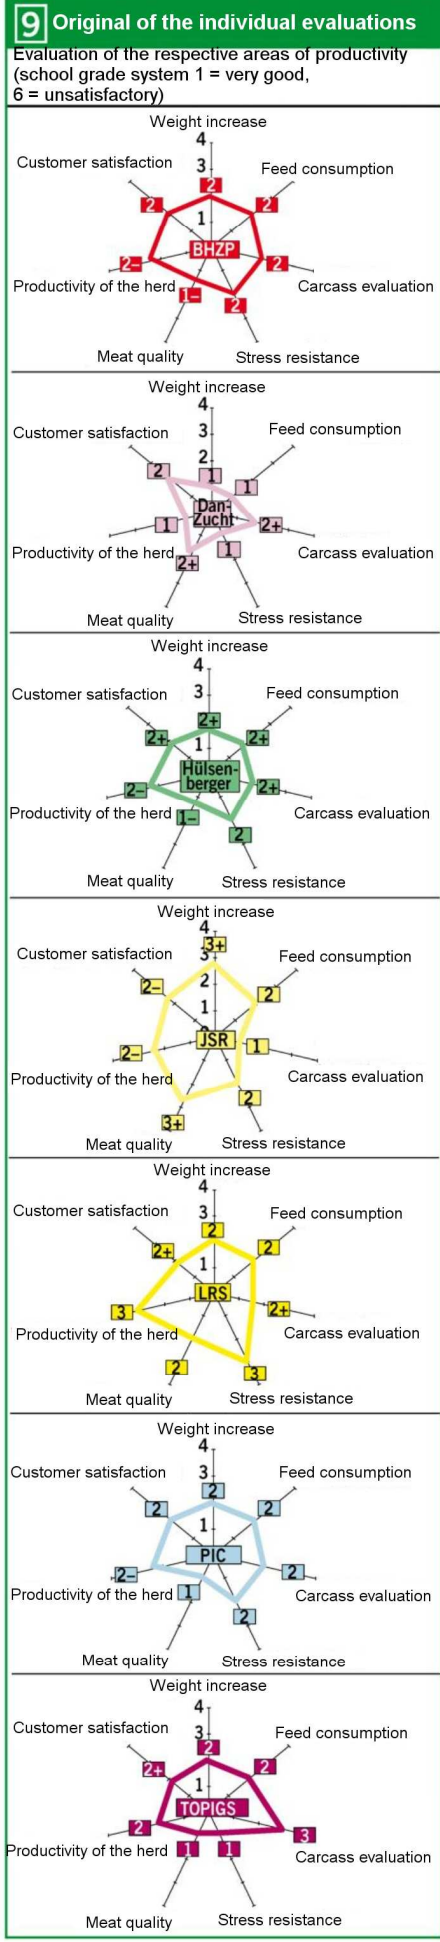 9 Original of the individual evaluations
Evaluation of the respective areas of productivity
(school grade system 1 = very good,
6 = unsatisfactory)
Weight increase
4
Customer satisfaction
3
Feed consumption
2
2
2
1
BHZP
2-
2
Productivity of the herd
1-
Carcass evaluation
2
Meat quality
Stress resistance
Weight increase
4
Customer satisfaction
3
Feed consumption
2
2
1
1
Dan-
Zucht
1
2+
Productivity of the herd
1
Carcass evaluation
2+
Meat quality
Stress resistance
Weight increase
4
Customer satisfaction
3
Feed consumption
2+
2+
2+
1
Hülsen-
berger
2-
2+
Productivity of the herd
1-
Carcass evaluation
2
Meat quality
Stress resistance
Weight increase
4
3+
Customer satisfaction
3
Feed consumption
2-
2
2
1
JSR
2-
1
Productivity of the herd
Carcass evaluation
2
3+
Meat quality
Stress resistance
Weight increase
4
Customer satisfaction
3
Feed consumption
2
2+
2
1
LRS
3
2+
Productivity of the herd
Carcass evaluation
2
3
Meat quality
Stress resistance
Weight increase
4
Customer satisfaction
3
Feed consumption
2
2
2
1
PIC
2-
2
Productivity of the herd
1
Carcass evaluation
2
Meat quality
Stress resistance
Weight increase
4
Customer satisfaction
3
Feed consumption
2
2+
2
1
TOPIGS
2
3
Productivity of the herd
1
1
Carcass evaluation
Meat quality
Stress resistance